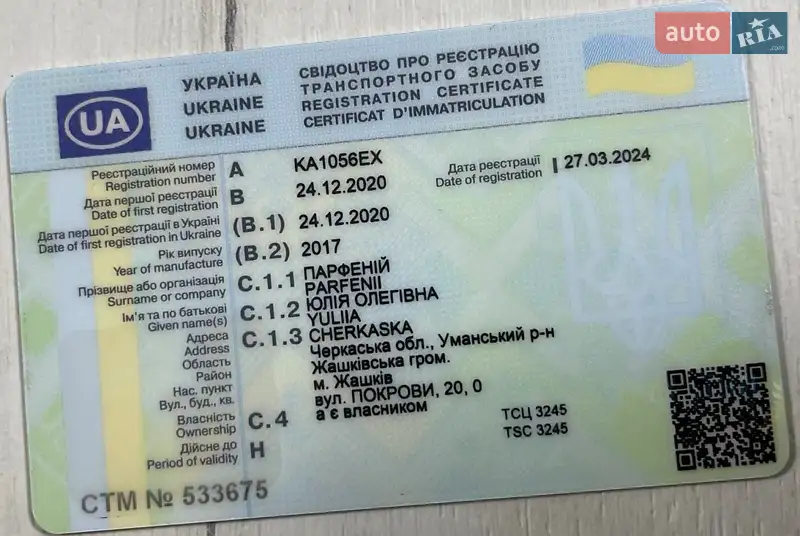 auto RIA .com
UA
УКРАЇНА
UKRAINE
UKRAINE
СВІДОЦТВО ПРО РЕЄСТРАЦІЮ
ТРАНСПОРТНОГО ЗАСОБУ
REGISTRATION CERTIFICATE
CERTIFICAT D'IMMATRICULATION
Реєстраційний номер
Registration number
A
KA1056EX
Дата реєстрації
Date of registration
I
27.03.2024
Дата першої реєстрації
Date of first registration
B
24.12.2020
Дата першої реєстрації в Україні
Date of first registration in Ukraine
(B.1)
24.12.2020
Рік випуску
Year of manufacture
(B.2)
2017
Прізвище або організація
Surname or company
C.1.1
ПАРФЕНІЙ
PARFENII
Ім'я та по батькові
Given name(s)
C.1.2
ЮЛІЯ ОЛЕГІВНА
YULIIA
Адреса
Address
Область
Район
Нас. пункт
Вул., буд., кв.
C.1.3
CHERKASKA
Черкаська обл., Уманський р-н
Жашківська гром.
м. Жашків
вул. ПОКРОВИ, 20, 0
Власність
Ownership
C.4
а є власником
ТСЦ 3245
TSC 3245
Дійсне до
Period of validity
H
СТМ № 533675